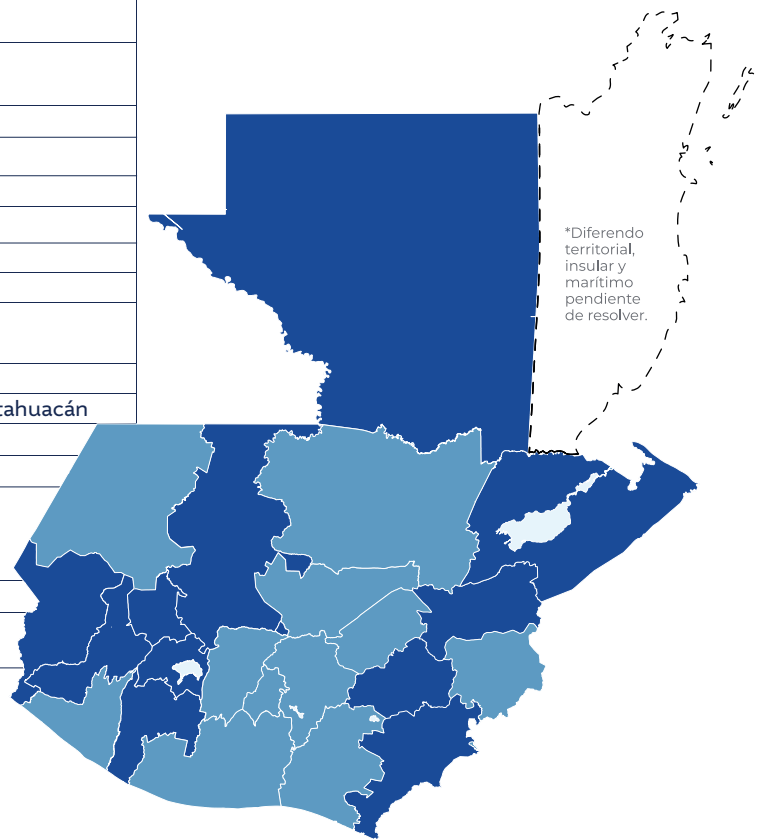 *Diferendo
territorial,
insular y
marítimo
pendiente
de resolver.
tahuacán